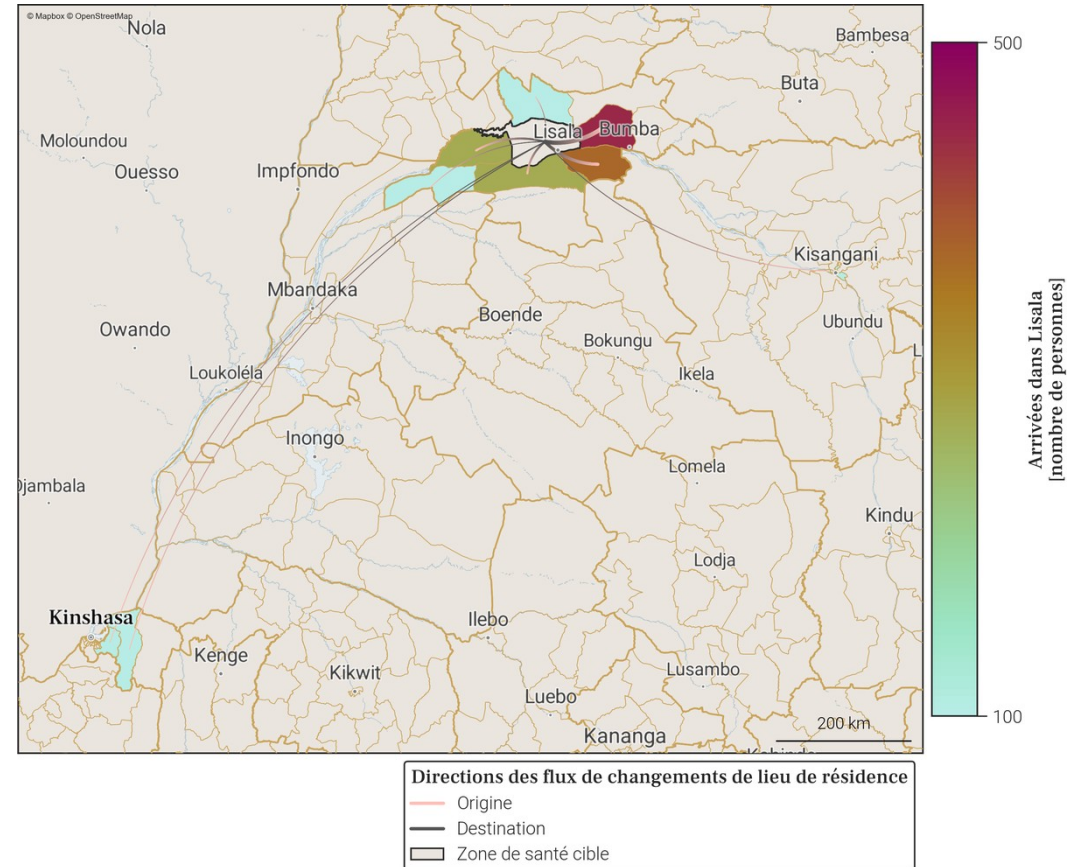 © Mapbox © OpenStreetMap
Nola
Bambesa
Buta
Moloundou
Lisala
Bumba
Ouesso
Impfondo
Kisangani
Mbandaka
Boende
Ubundu
Owando
Bokungu
Loukoléla
Ikela
L
Inongo
Lomela
Djambala
Kindu
Lodja
Kinshasa
Ilebo
Kenge
Kikwit
Lusambo
Luebo
Kananga
200 km
500
100
Arrivées dans Lisala
[nombre de personnes]
Directions des flux de changements de lieu de résidence
Origine
Destination
Zone de santé cible